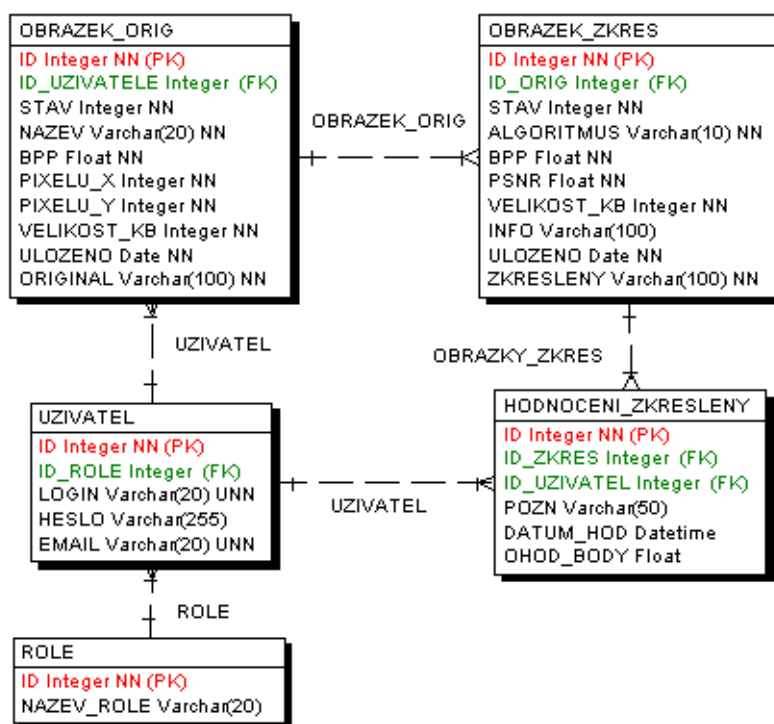 OBRAZEK_ORIG
ID Integer NN (PK)
ID_UZIVATELE Integer (FK)
STAV Integer NN
NAZEV Varchar(20) NN
BPP Float NN
PIXELU_X Integer NN
PIXELU_Y Integer NN
VELIKOST_KB Integer NN
ULOZENO Date NN
ORIGINAL Varchar(100) NN
OBRAZEK_ORIG
OBRAZEK_ZKRES
ID Integer NN (PK)
ID_ORIG Integer (FK)
STAV Integer NN
ALGORITMUS Varchar(10) NN
BPP Float NN
PSNR Float NN
VELIKOST_KB Integer NN
INFO Varchar(100)
ULOZENO Date NN
ZKRESLENY Varchar(100) NN
UZIVATEL
OBRAZKY_ZKRES
UZIVATEL
ID Integer NN (PK)
ID_ROLE Integer (FK)
LOGIN Varchar(20) UNN
HESLO Varchar(255)
EMAIL Varchar(20) UNN
UZIVATEL
HODNOCENI_ZKRESLENY
ID Integer NN (PK)
ID_ZKRES Integer (FK)
ID_UZIVATEL Integer (FK)
POZN Varchar(50)
DATUM_HOD Datetime
OHOD_BODY Float
ROLE
ROLE
ID Integer NN (PK)
NAZEV_ROLE Varchar(20)